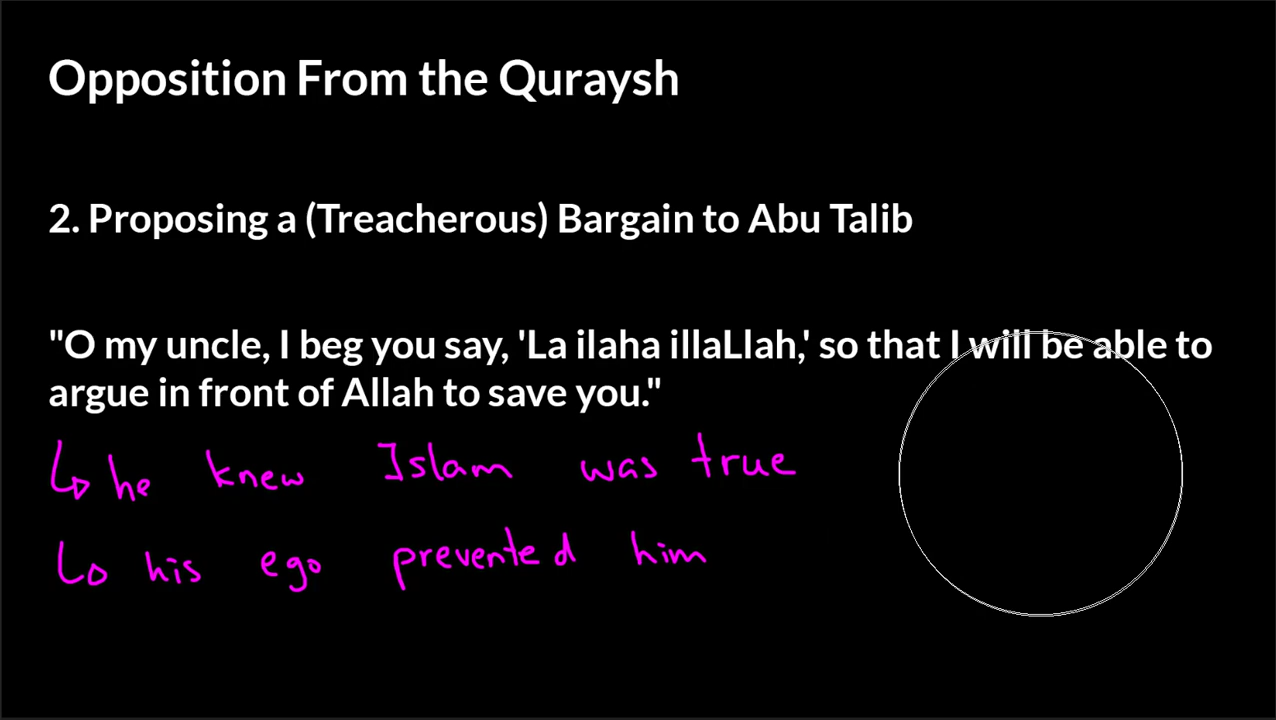 Opposition From the Quraysh
2. Proposing a (Treacherous) Bargain to Abu Talib
"O my uncle, I beg you say, 'La ilaha illaLlah,' so that I will be able to
argue in front of Allah to save you."
↳ he knew Islam was true
↳ his ego prevented him